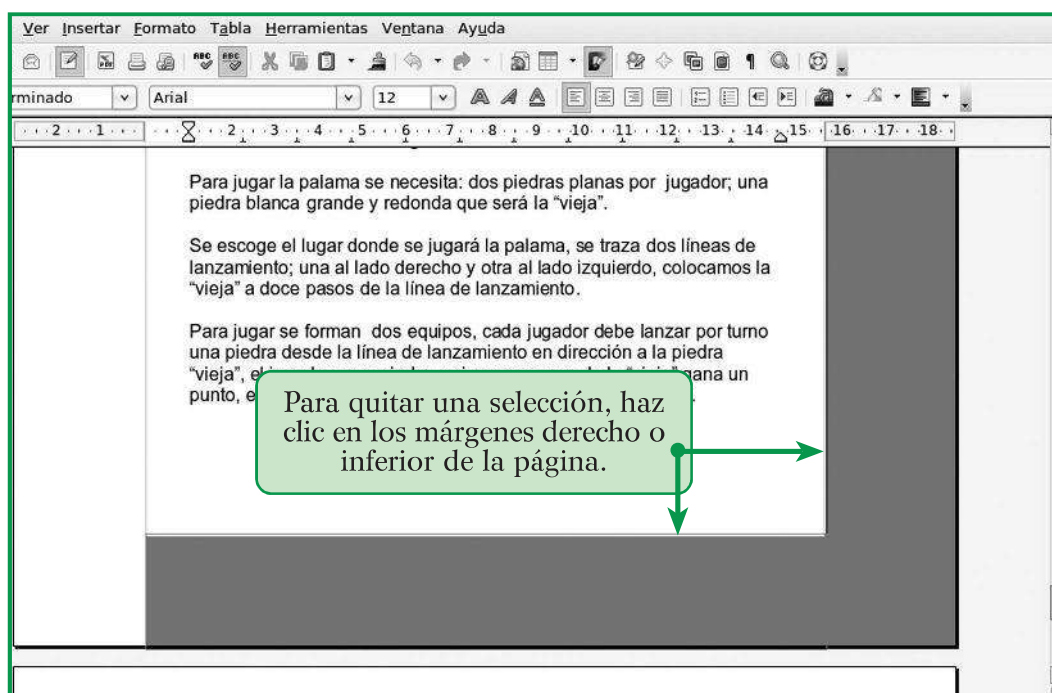 Ver Insertar Formato Tabla Herramientas Ventana Ayuda
rminado Arial 12
2 1 2 3 4 5 6 7 8 9 10 11 12 13 14 15 16 17 18
Para jugar la palama se necesita: dos piedras planas por jugador; una
piedra blanca grande y redonda que será la “vieja”.
Se escoge el lugar donde se jugará la palama, se traza dos líneas de
lanzamiento; una al lado derecho y otra al lado izquierdo, colocamos la
“vieja” a doce pasos de la línea de lanzamiento.
Para jugar se forman dos equipos, cada jugador debe lanzar por turno
una piedra desde la línea de lanzamiento en dirección a la piedra
“vieja”, gana un
punto,
Para quitar una selección, haz
clic en los márgenes derecho o
inferior de la página.